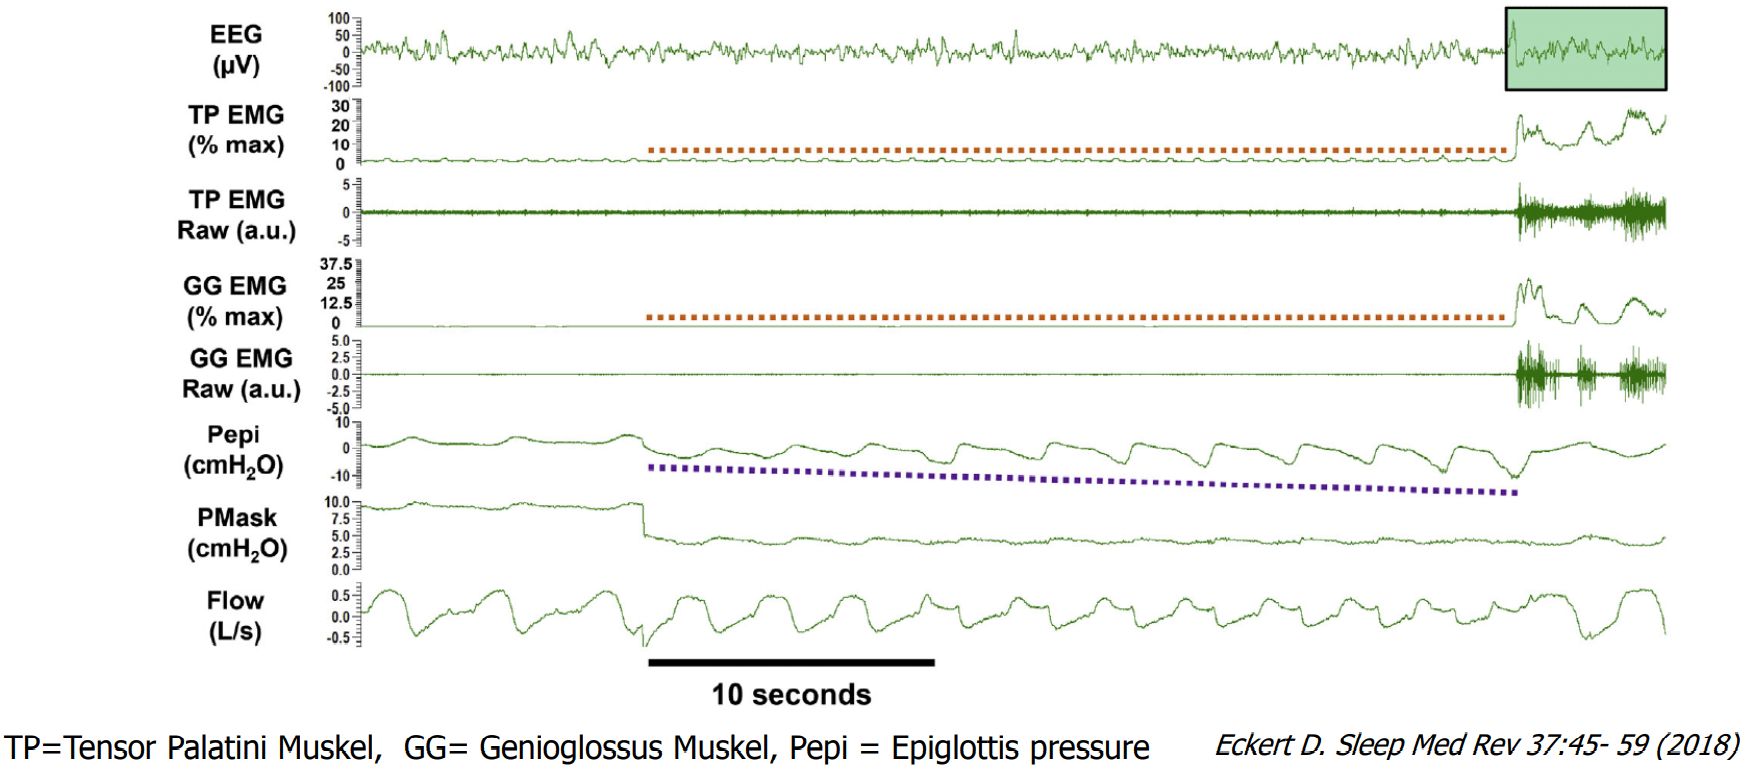 EEG
(µV)
100
50
0
-50
-100
TP EMG
(% max)
30
20
10
0
TP EMG
Raw (a.u.)
5
0
-5
GG EMG
(% max)
37.5
25
12.5
0
GG EMG
Raw (a.u.)
5.0
2.5
0.0
-2.5
-5.0
Pepi
(cmH2O)
10
0
-10
PMask
(cmH2O)
10.0
7.5
5.0
2.5
0.0
Flow
(L/s)
0.5
0.0
-0.5
10 seconds
TP=Tensor Palatini Muskel, GG= Genioglossus Muskel, Pepi = Epiglottis pressure
Eckert D. Sleep Med Rev 37:45- 59 (2018)